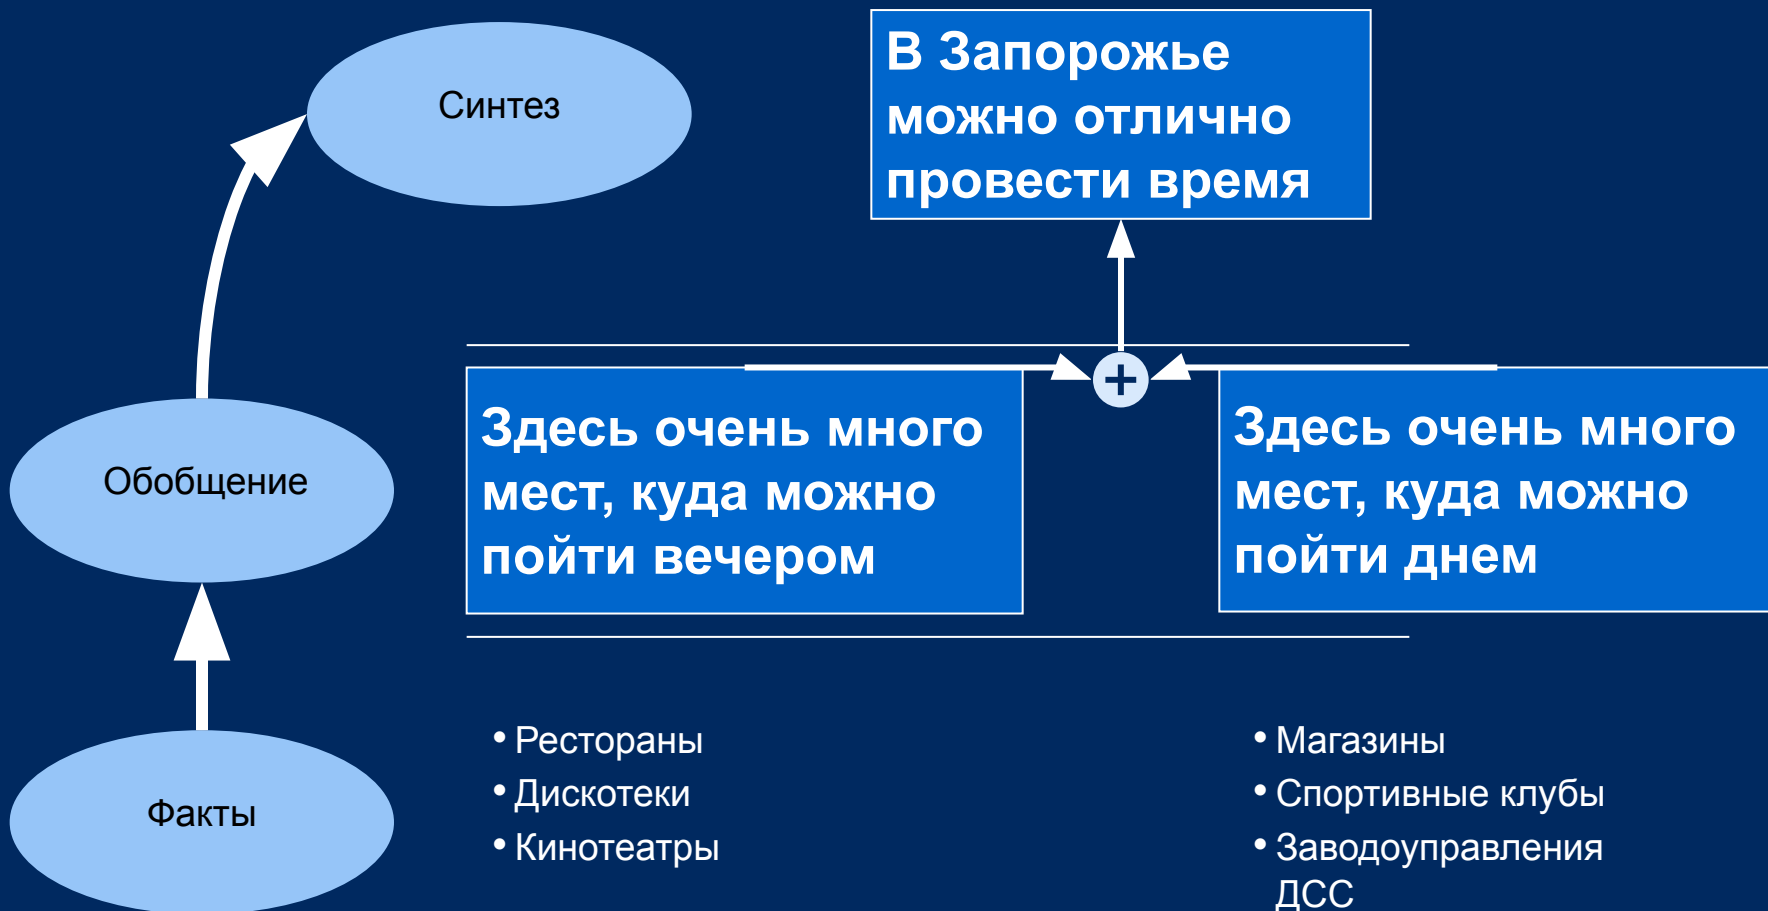 Синтез
В Запорожье
можно отлично
провести время
+
Обобщение
Здесь очень много
мест, куда можно
пойти вечером
Здесь очень много
мест, куда можно
пойти днем
Факты
• Рестораны
• Дискотеки
• Кинотеатры
• Магазины
• Спортивные клубы
• Заводоуправления
ДСС